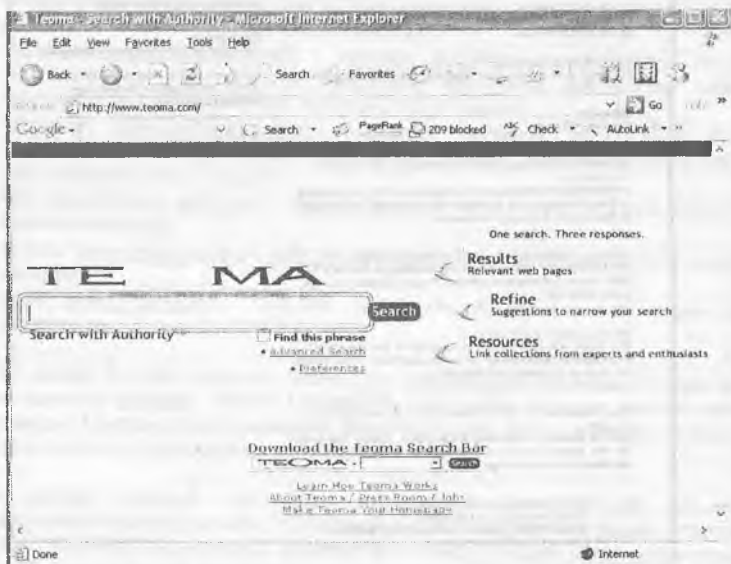 Teoma - Search with Authority - Microsoft Internet Explorer
File Edit View Favorites Tools Help
Back Search Favorites
http://www.teoma.com/ Go
Google Search PageRank 209 blocked ABC Check AutoLink
One search. Three responses.
Results
Relevant web pages
TE MA
Refine
Suggestions to narrow your search
Search
Search with Authority
Find this phrase
Advanced Search
Preferences
Resources
Link collections from experts and enthusiasts
Download the Teoma Search Bar
TEOMA Search
Learn How Teoma Works
About Teoma / Press Room / Jobs
Make Teoma Your Homepage
Done Internet